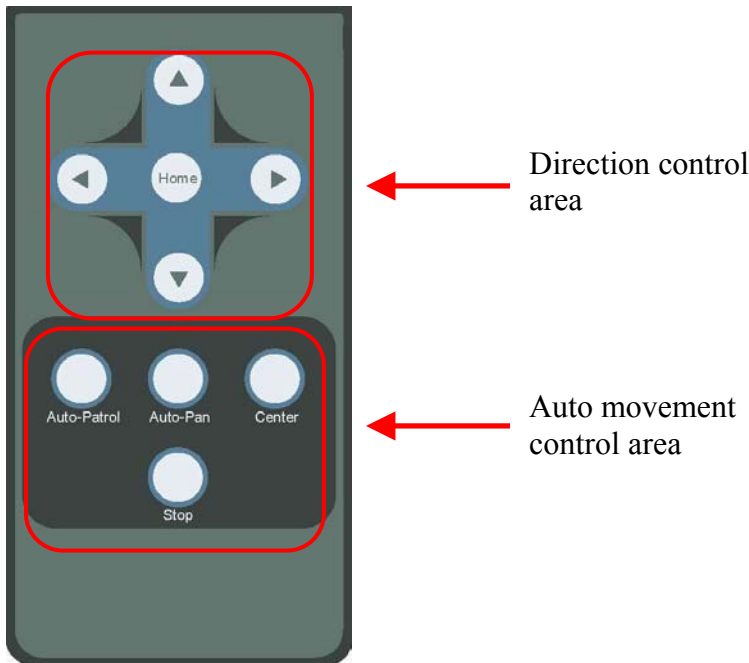 Home
Direction control
area
Auto-Patrol Auto-Pan Center
Stop
Auto movement
control area